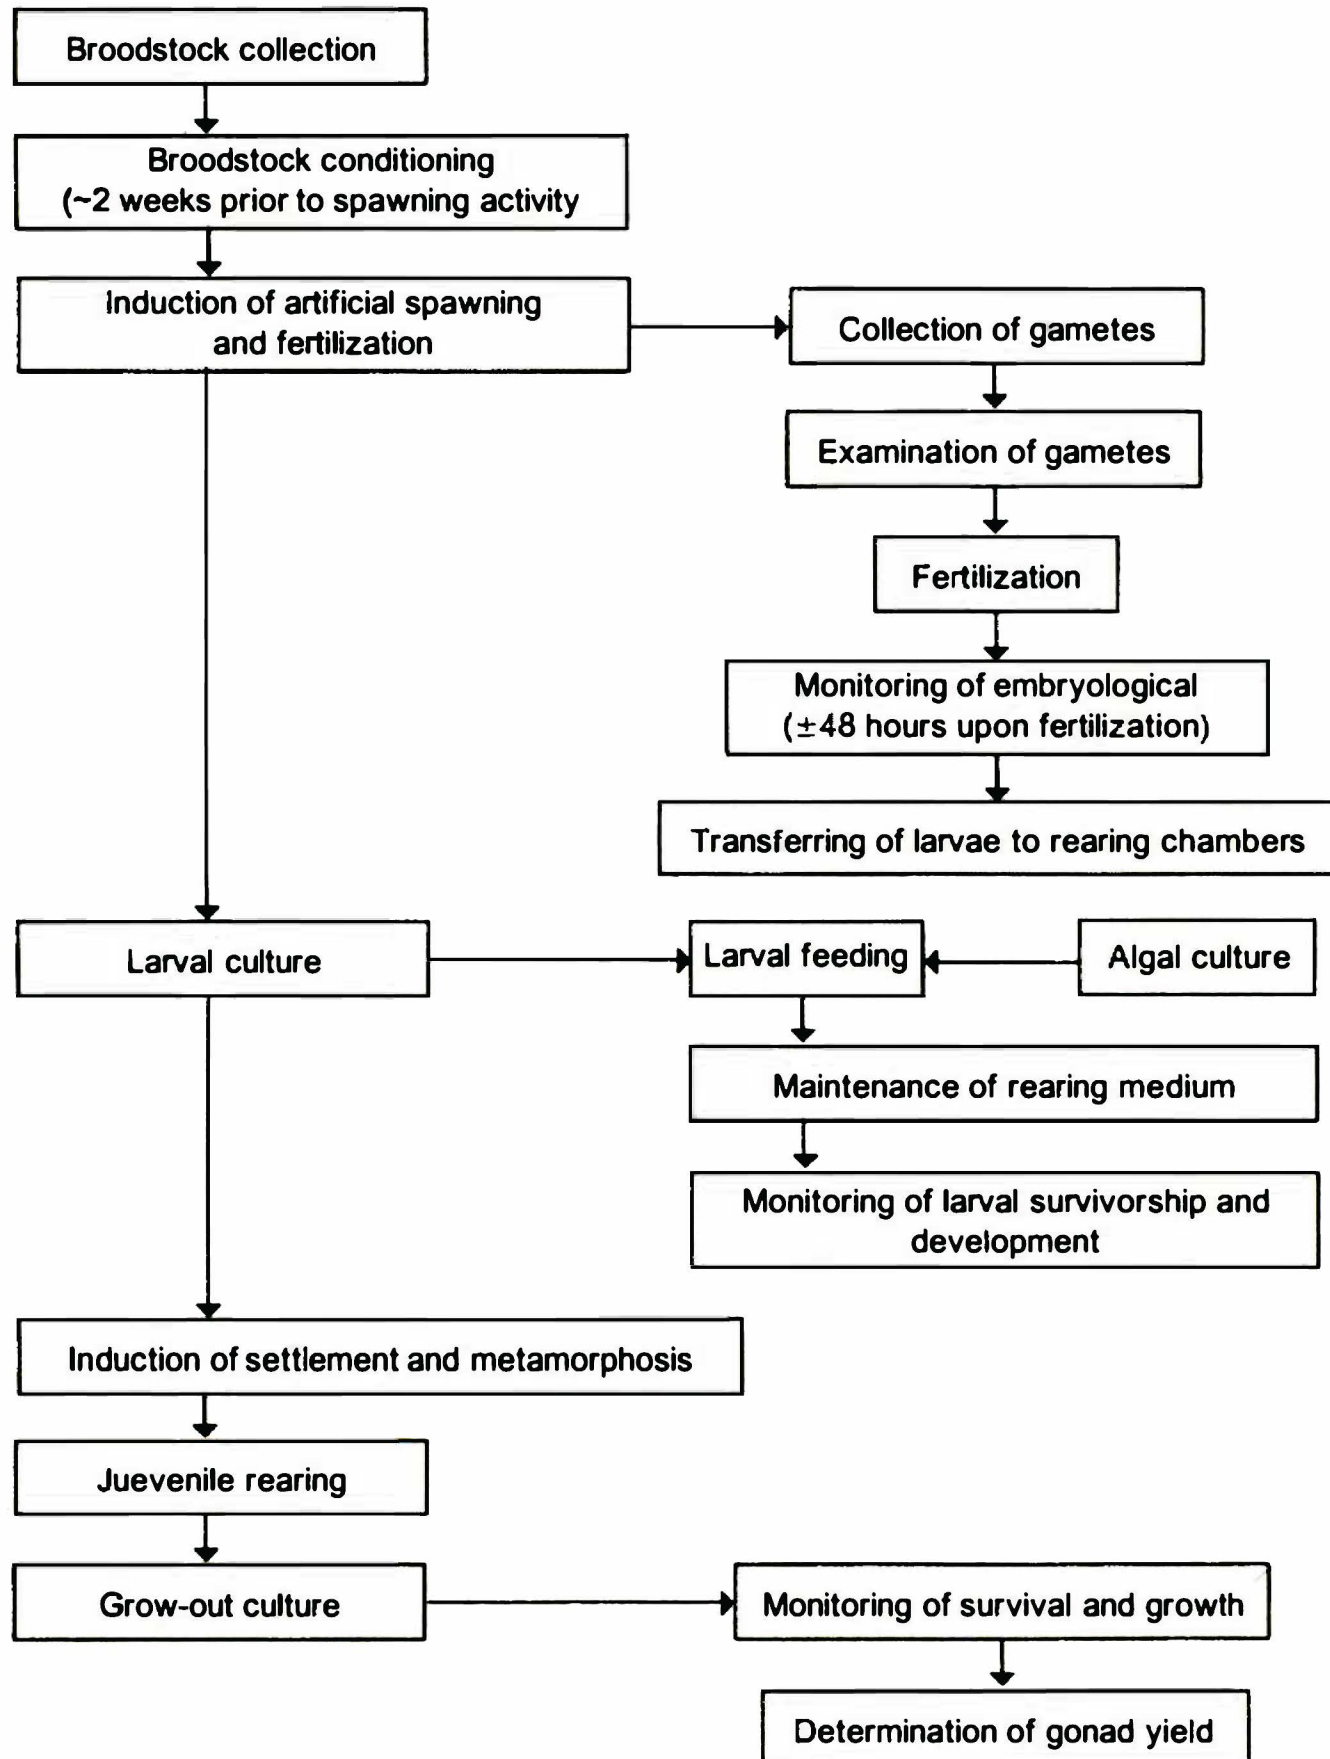 Broodstock collection
Broodstock conditioning
(~2 weeks prior to spawning activity
Induction of artificial spawning
and fertilization
Collection of gametes
Examination of gametes
Fertilization
Monitoring of embryological
(±48 hours upon fertilization)
Transferring of larvae to rearing chambers
Larval culture
Larval feeding
Algal culture
Maintenance of rearing medium
Monitoring of larval survivorship and
development
Induction of settlement and metamorphosis
Juevenile rearing
Grow-out culture
Monitoring of survival and growth
Determination of gonad yield